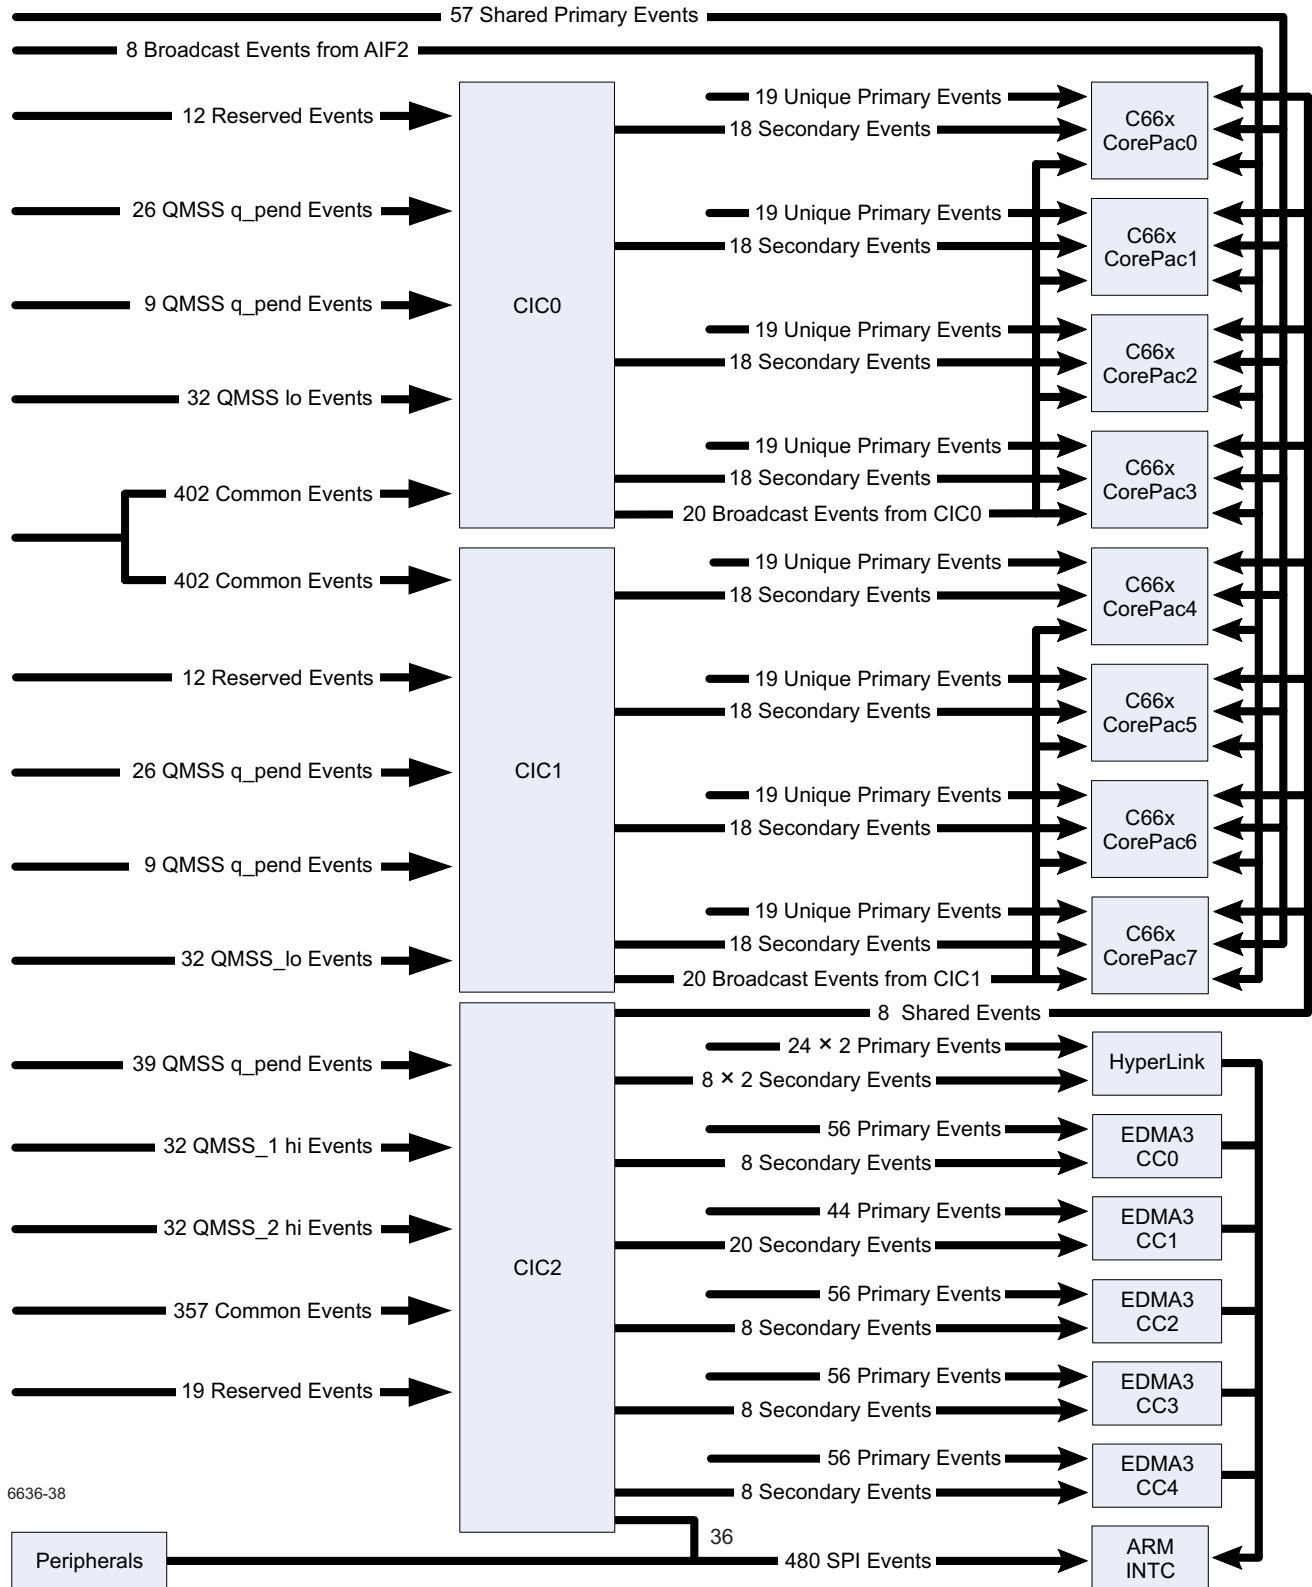 57 Shared Primary Events
8 Broadcast Events from AIF2
12 Reserved Events
26 QMSS q_pend Events
9 QMSS q_pend Events
32 QMSS lo Events
402 Common Events
CIC0
19 Unique Primary Events
18 Secondary Events
C66x
CorePac0
19 Unique Primary Events
18 Secondary Events
C66x
CorePac1
19 Unique Primary Events
18 Secondary Events
C66x
CorePac2
19 Unique Primary Events
18 Secondary Events
20 Broadcast Events from CIC0
C66x
CorePac3
402 Common Events
12 Reserved Events
26 QMSS q_pend Events
9 QMSS q_pend Events
32 QMSS_lo Events
CIC1
19 Unique Primary Events
18 Secondary Events
C66x
CorePac4
19 Unique Primary Events
18 Secondary Events
C66x
CorePac5
19 Unique Primary Events
18 Secondary Events
C66x
CorePac6
19 Unique Primary Events
18 Secondary Events
20 Broadcast Events from CIC1
C66x
CorePac7
8 Shared Events
39 QMSS q_pend Events
32 QMSS_1 hi Events
32 QMSS_2 hi Events
357 Common Events
19 Reserved Events
CIC2
24 × 2 Primary Events
8 × 2 Secondary Events
HyperLink
56 Primary Events
8 Secondary Events
EDMA3
CC0
44 Primary Events
20 Secondary Events
EDMA3
CC1
56 Primary Events
8 Secondary Events
EDMA3
CC2
56 Primary Events
8 Secondary Events
EDMA3
CC3
56 Primary Events
8 Secondary Events
EDMA3
CC4
6636-38
Peripherals
36
480 SPI Events
ARM
INTC